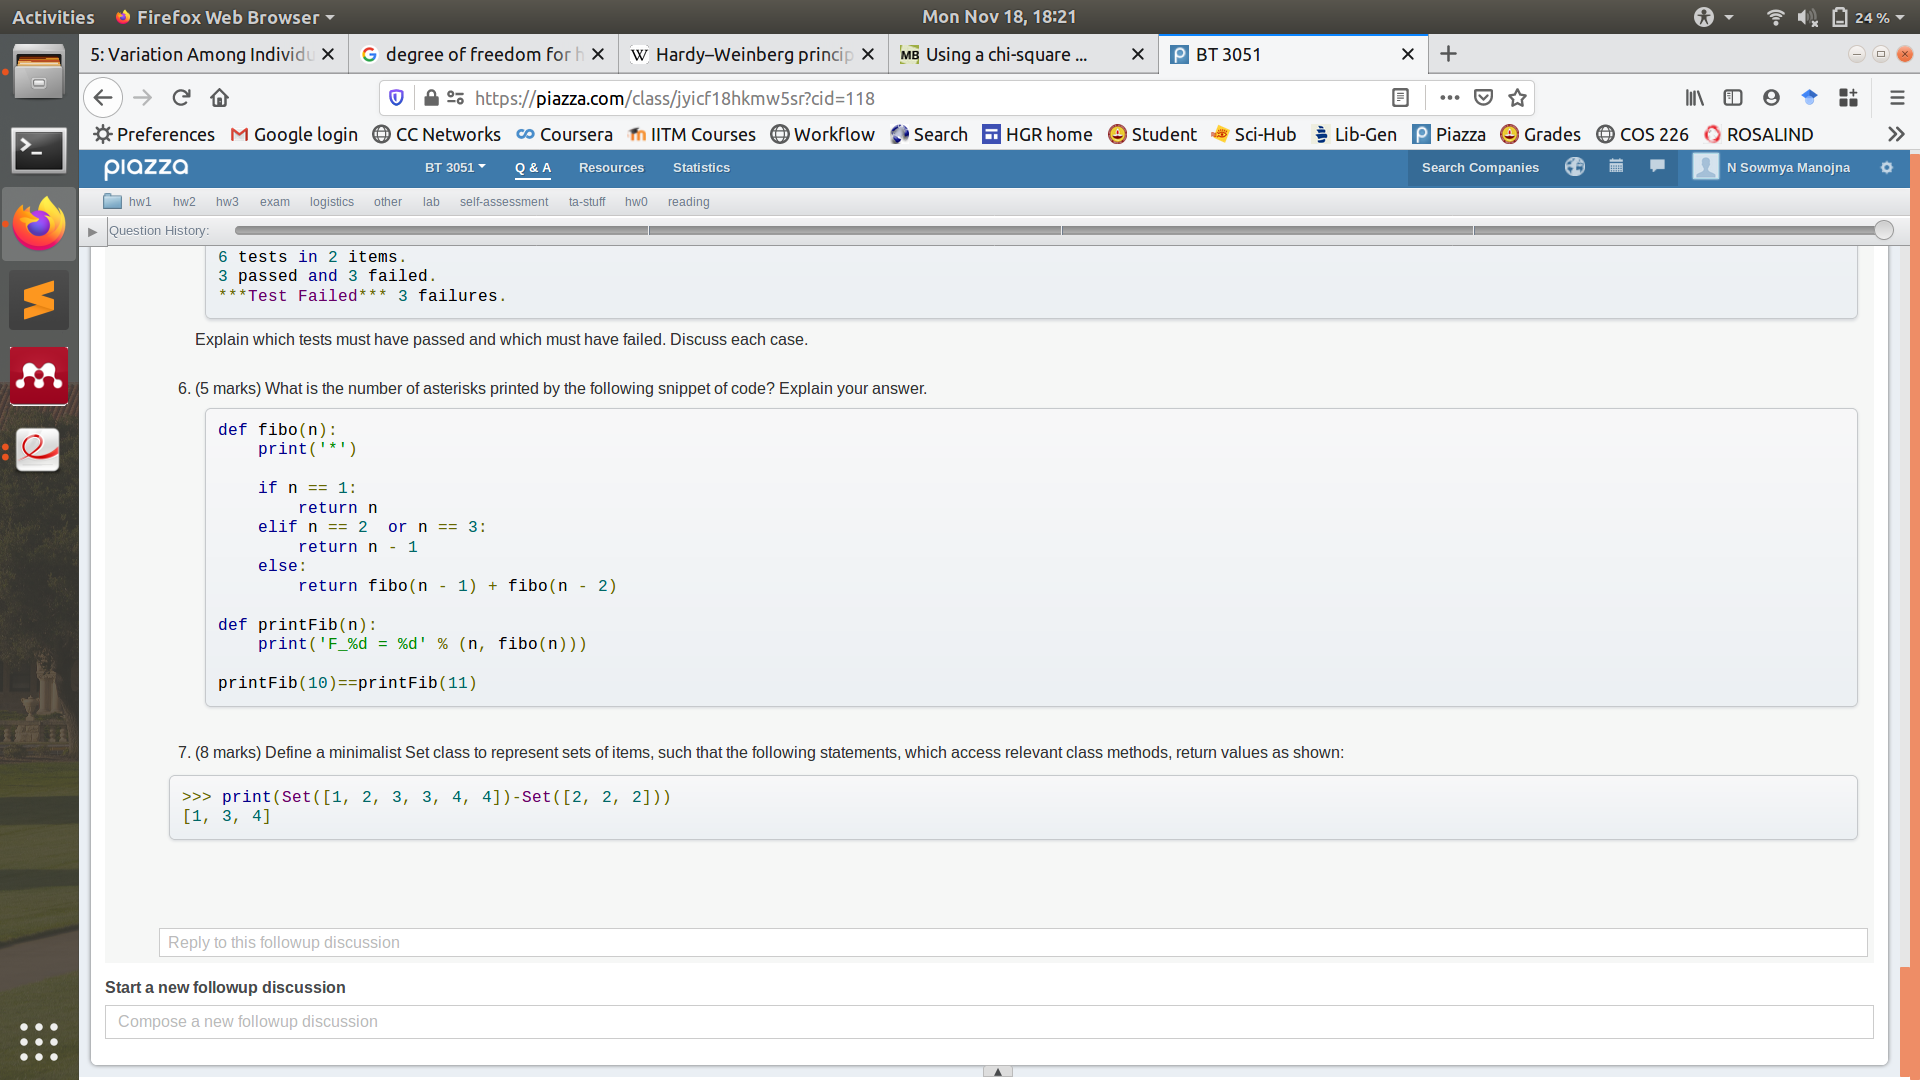 Activities Firefox Web Browser Mon Nov 18, 18:21 24 %
5: Variation Among Individu degree of freedom for h Hardy–Weinberg princip MB Using a chi-square ... BT 3051
https://piazza.com/class/jyicf18hkmw5sr?cid=118
Preferences Google login CC Networks Coursera IITM Courses Workflow Search HGR home Student Sci-Hub Lib-Gen Piazza Grades COS 226 ROSALIND
piazza BT 3051 Q & A Resources Statistics Search Companies N Sowmya Manojna
hw1 hw2 hw3 exam logistics other lab self-assessment ta-stuff hw0 reading
Question History:
6 tests in 2 items.
3 passed and 3 failed.
***Test Failed*** 3 failures.
Explain which tests must have passed and which must have failed. Discuss each case.
6. (5 marks) What is the number of asterisks printed by the following snippet of code? Explain your answer.
def fibo(n):
    print('*')
    if n == 1:
        return n
    elif n == 2  or n == 3:
        return n - 1
    else:
        return fibo(n - 1) + fibo(n - 2)
def printFib(n):
    print('F_%d = %d' % (n, fibo(n)))
printFib(10)==printFib(11)
7. (8 marks) Define a minimalist Set class to represent sets of items, such that the following statements, which access relevant class methods, return values as shown:
>>> print(Set([1, 2, 3, 3, 4, 4])-Set([2, 2, 2]))
[1, 3, 4]
Reply to this followup discussion
Start a new followup discussion
Compose a new followup discussion